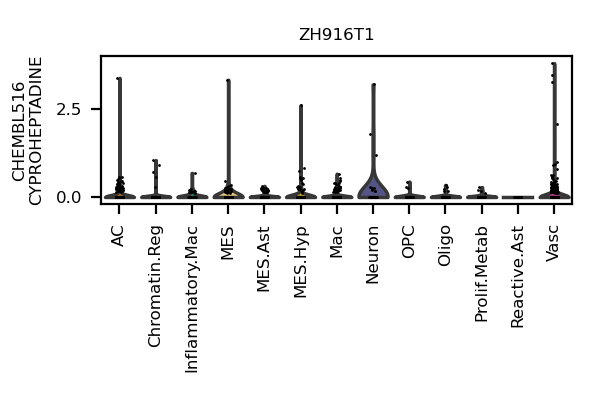 ZH916T1
CHEMBL516
CYPROHEPTADINE
2.5
0.0
AC
Chromatin.Reg
Inflammatory.Mac
MES
MES.Ast
MES.Hyp
Mac
Neuron
OPC
Oligo
Prolif.Metab
Reactive.Ast
Vasc